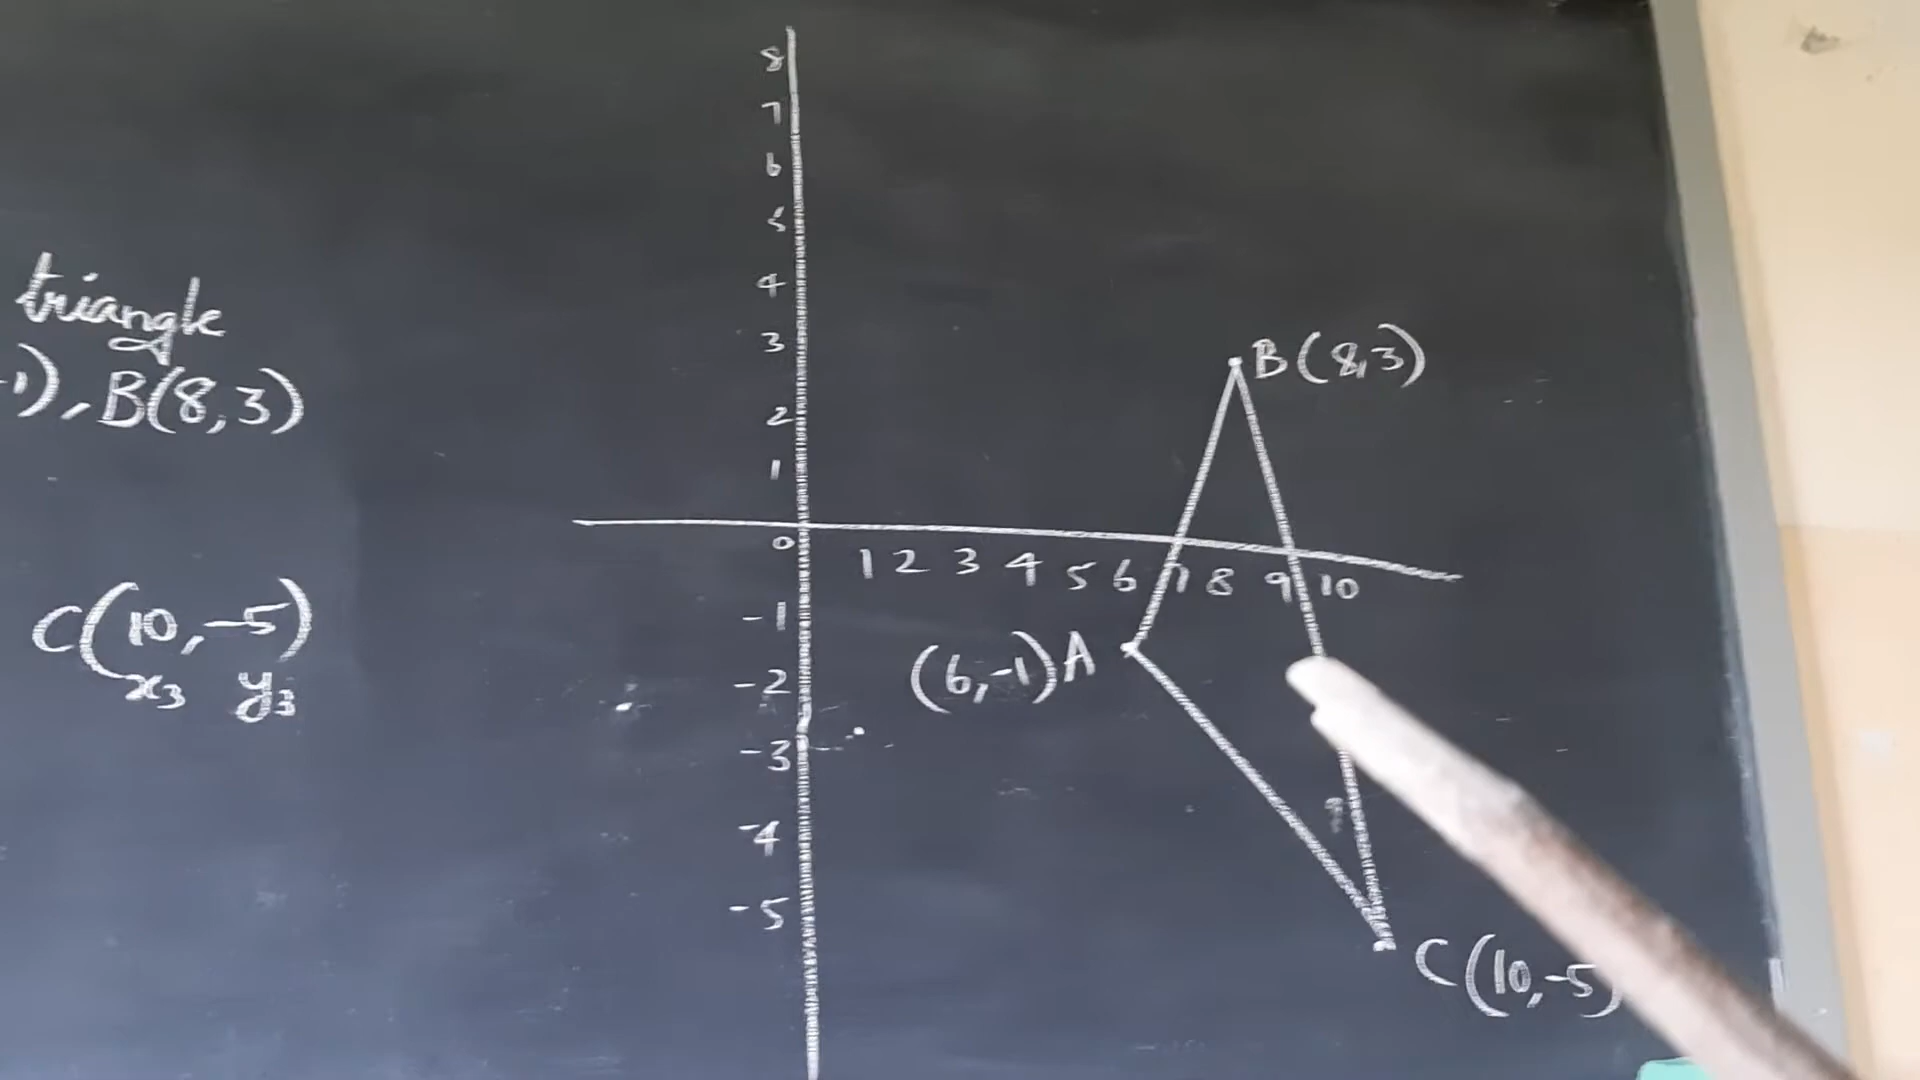 triangle
-1), B(8,3)
C(10,-5)
x3 y3
8
7
6
5
4
3
2
1
0
1 2 3 4 5 6 7 8 9 10
-1
-2
-3
-4
-5
B(8,3)
(6,-1)A
C(10,-5)